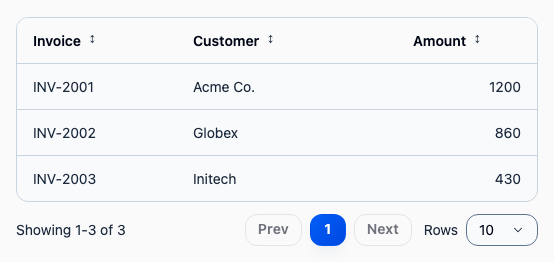 Invoice ↕ Customer ↕ Amount ↕
INV-2001 Acme Co. 1200
INV-2002 Globex 860
INV-2003 Initech 430
Showing 1-3 of 3 Prev 1 Next Rows 10